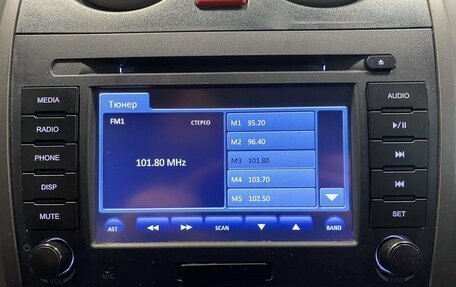 MEDIA
RADIO
PHONE
DISP
MUTE
Тюнер
FM1
СТЕРЕО
101.80 MHz
M1 95.20
M2 96.40
M3 101.80
M4 103.70
M5 102.50
AST
SCAN
BAND
AUDIO
SET
MIC